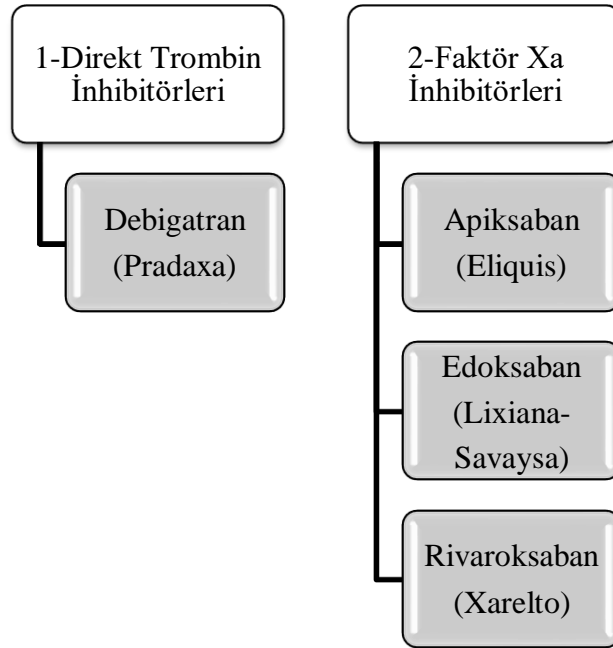 1-Direkt Trombin
İnhibitörleri
Debigatran
(Pradaxa)
2-Faktör Xa
İnhibitörleri
Apiksaban
(Eliquis)
Edoksaban
(Lixiana-
Savaysa)
Rivaroksaban
(Xarelto)